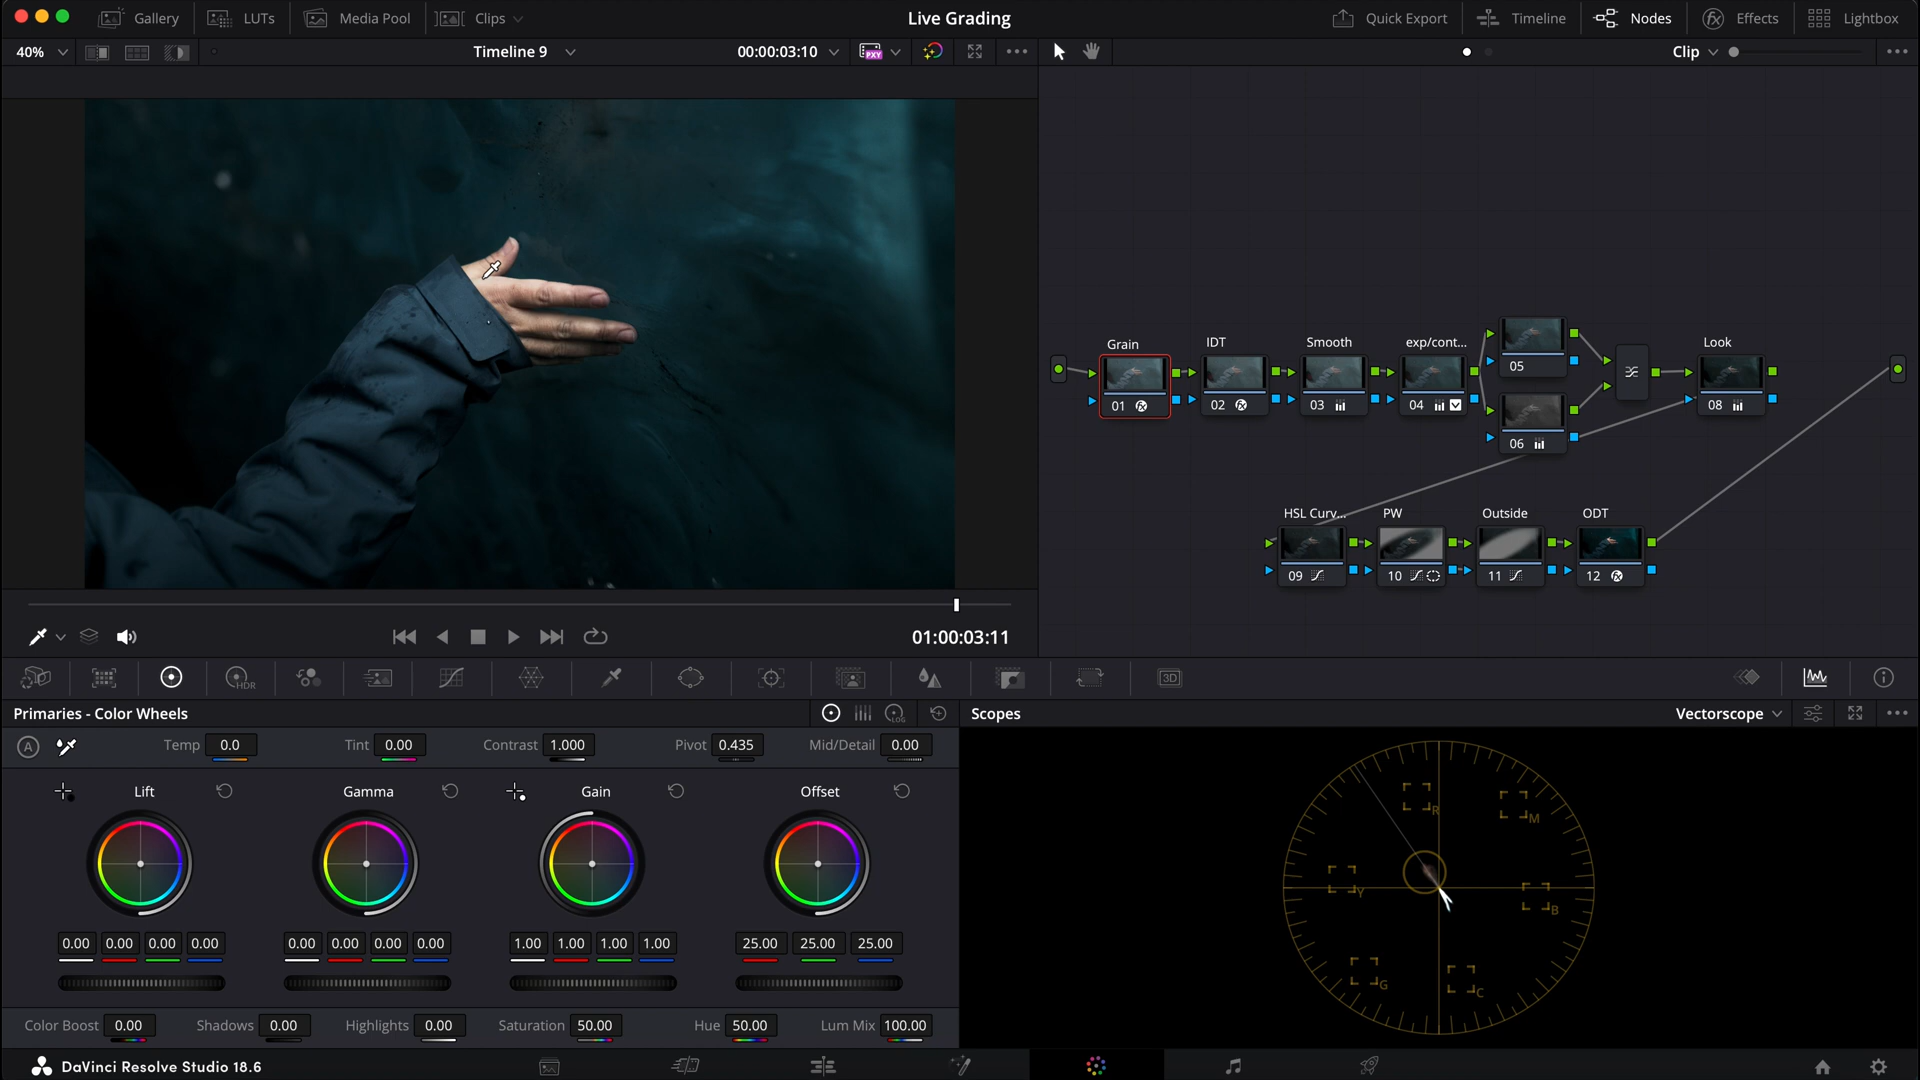 Gallery LUTs Media Pool Clips Live Grading Quick Export Timeline Nodes Effects Lightbox
40% Timeline 9 00:00:03:10 PXY Clip
Grain IDT Smooth exp/cont... Look
05
01 02 03 04 08
06
HSL Curv... PW Outside ODT
09 10 11 12
01:00:03:11
HDR 3D
Primaries - Color Wheels LOG Scopes Vectorscope
A Temp 0.0 Tint 0.00 Contrast 1.000 Pivot 0.435 Mid/Detail 0.00
Lift Gamma Gain Offset
R M
Y B
G C
0.00 0.00 0.00 0.00 0.00 0.00 0.00 0.00 1.00 1.00 1.00 1.00 25.00 25.00 25.00
Color Boost 0.00 Shadows 0.00 Highlights 0.00 Saturation 50.00 Hue 50.00 Lum Mix 100.00
DaVinci Resolve Studio 18.6